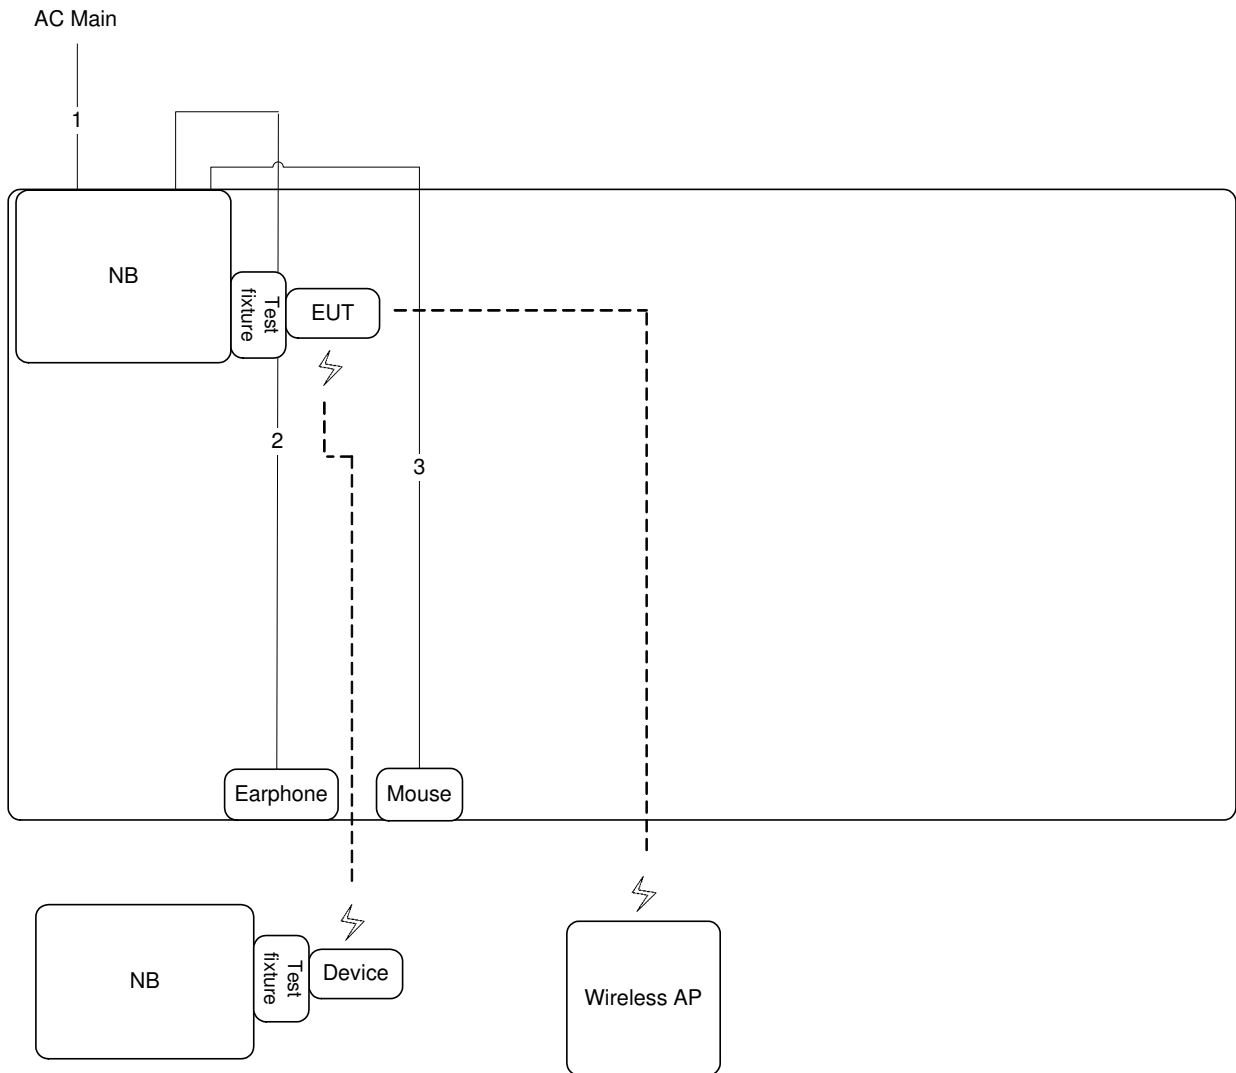 AC Main
1
NB
Test
fixture
EUT
2
3
Earphone
Mouse
NB
Test
fixture
Device
Wireless AP